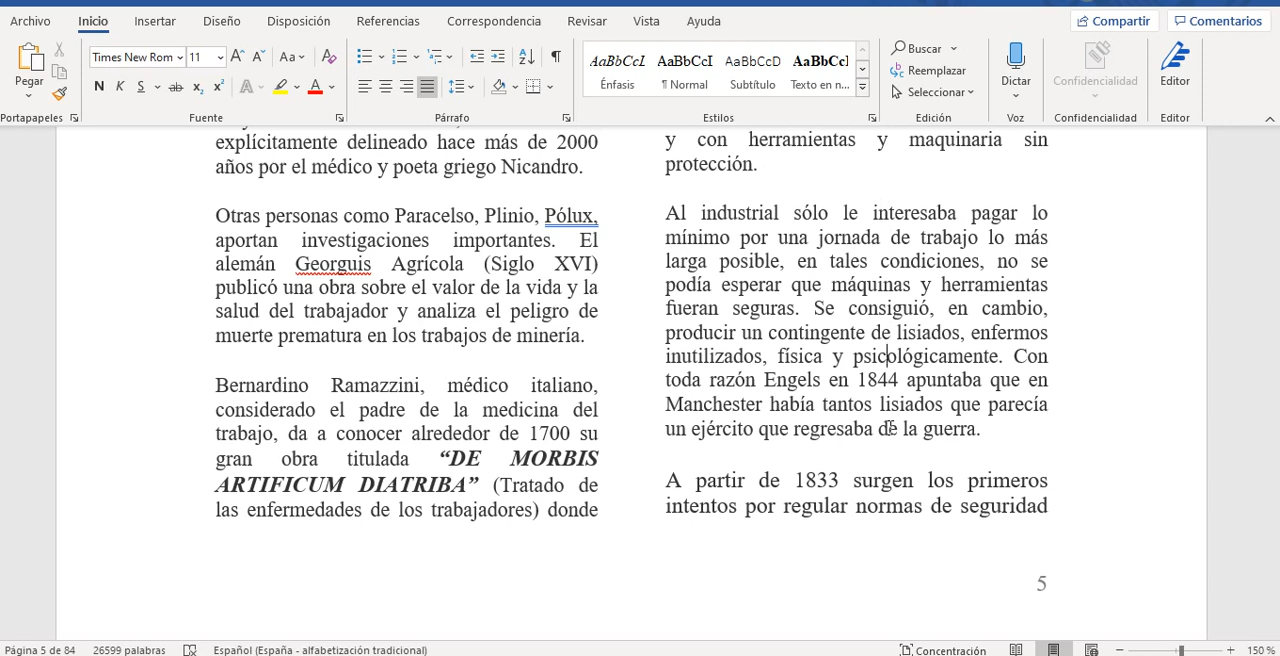 Archivo Inicio Insertar Diseño Disposición Referencias Correspondencia Revisar Vista Ayuda Compartir Comentarios
Times New Rom 11 Aa
AaBbCcI AaBbCcI AaBbCcD AaBbCcI
Buscar
Pegar
N K S ab x₂ x² A A
Énfasis ¶ Normal Subtítulo Texto en n...
Reemplazar
Seleccionar
Dictar Confidencialidad Editor
Portapapeles Fuente Párrafo Estilos Edición Voz Confidencialidad Editor
explícitamente delineado hace más de 2000
años por el médico y poeta griego Nicandro.
Otras personas como Paracelso, Plinio, Pólux,
aportan investigaciones importantes. El
alemán Georguis Agrícola (Siglo XVI)
publicó una obra sobre el valor de la vida y la
salud del trabajador y analiza el peligro de
muerte prematura en los trabajos de minería.
Bernardino Ramazzini, médico italiano,
considerado el padre de la medicina del
trabajo, da a conocer alrededor de 1700 su
gran obra titulada “DE MORBIS
ARTIFICUM DIATRIBA” (Tratado de
las enfermedades de los trabajadores) donde
y con herramientas y maquinaria sin
protección.
Al industrial sólo le interesaba pagar lo
mínimo por una jornada de trabajo lo más
larga posible, en tales condiciones, no se
podía esperar que máquinas y herramientas
fueran seguras. Se consiguió, en cambio,
producir un contingente de lisiados, enfermos
inutilizados, física y psicológicamente. Con
toda razón Engels en 1844 apuntaba que en
Manchester había tantos lisiados que parecía
un ejército que regresaba de la guerra.
A partir de 1833 surgen los primeros
intentos por regular normas de seguridad
5
Página 5 de 84 26599 palabras Español (España - alfabetización tradicional) Concentración 150 %